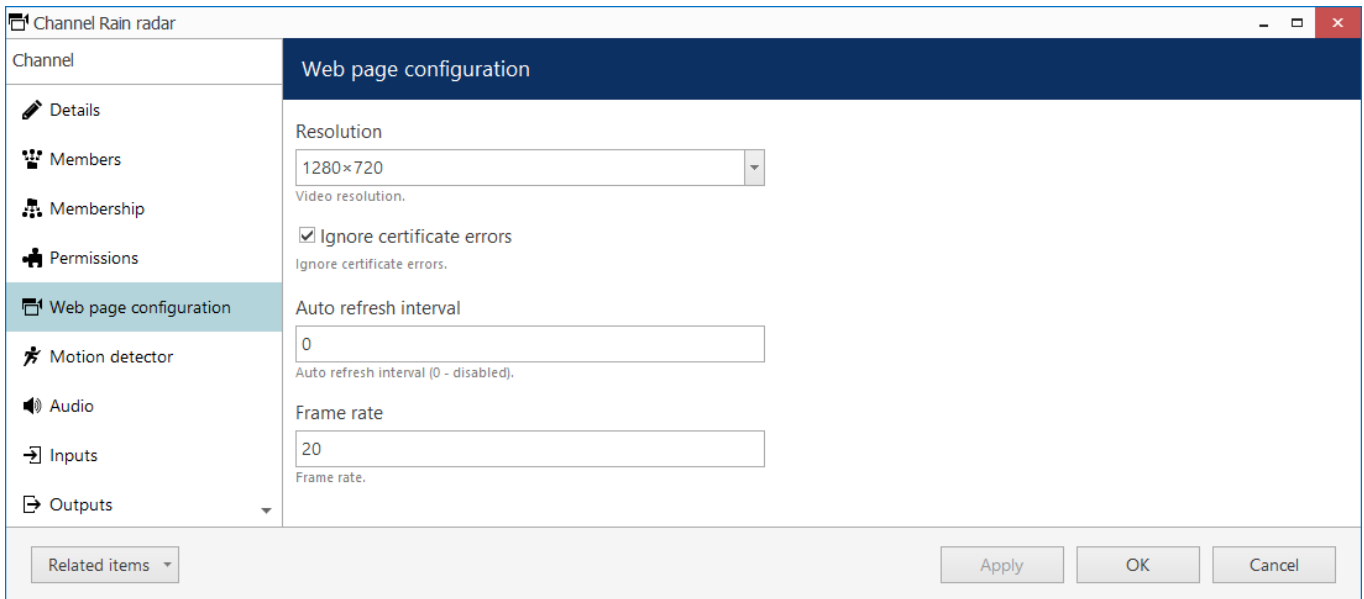 Channel Rain radar
Channel
Details
Members
Membership
Permissions
Web page configuration
Motion detector
Audio
Inputs
Outputs
Web page configuration
Resolution
1280×720
Video resolution.
Ignore certificate errors
Ignore certificate errors.
Auto refresh interval
0
Auto refresh interval (0 - disabled).
Frame rate
20
Frame rate.
Related items
Apply
OK
Cancel